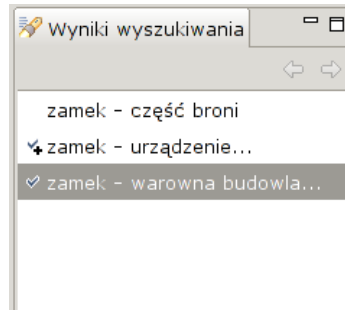 Wyniki wyszukiwania
zamek - część broni
zamek - urządzenie...
zamek - warowna budowla...